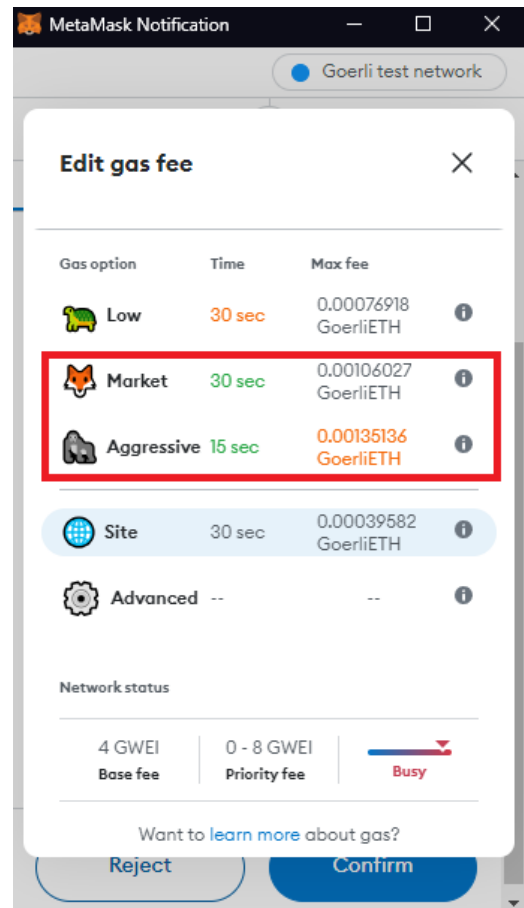 MetaMask Notification
Goerli test network
Edit gas fee
Gas option Time Max fee
Low 30 sec 0.00076918
GoerliETH
Market 30 sec 0.00106027
GoerliETH
Aggressive 15 sec 0.00135136
GoerliETH
Site 30 sec 0.00039582
GoerliETH
Advanced -- --
Network status
4 GWEI 0 - 8 GWEI
Base fee Priority fee Busy
Want to learn more about gas?
Reject Confirm